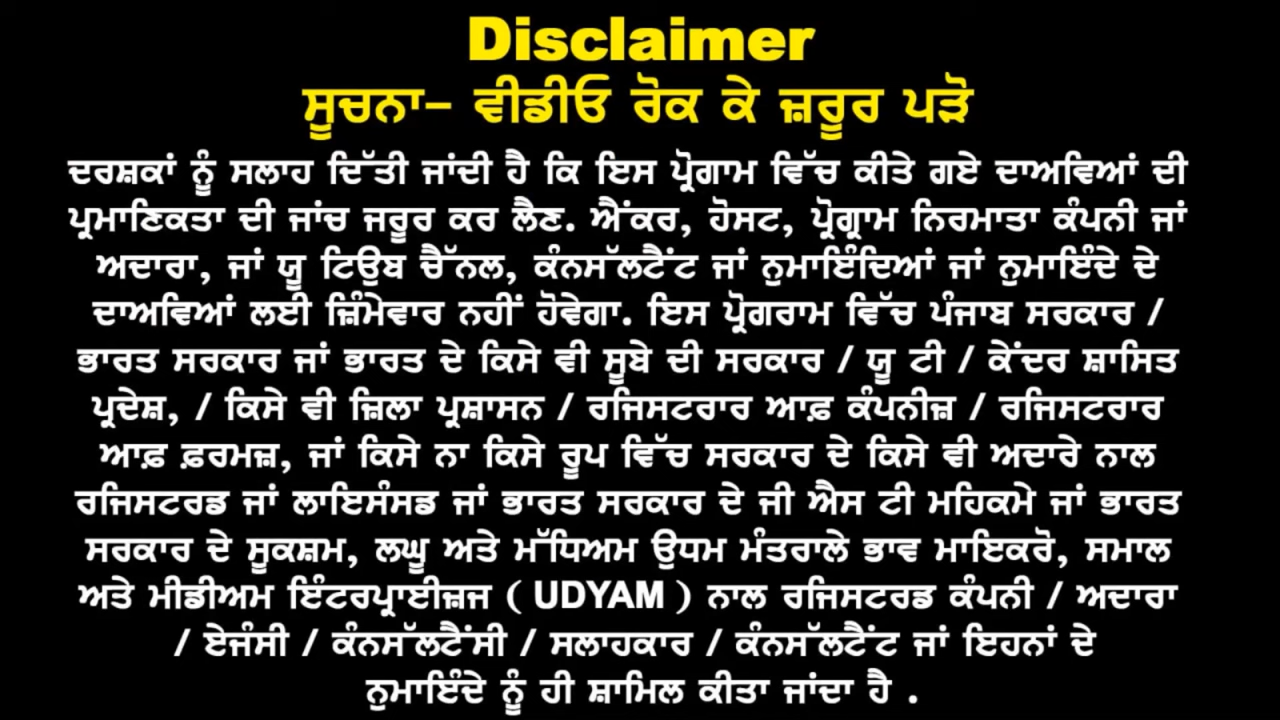 Disclaimer
ਸੂਚਨਾ- ਵੀਡੀਓ ਰੋਕ ਕੇ ਜ਼ਰੂਰ ਪੜੋ
ਦਰਸ਼ਕਾਂ ਨੂੰ ਸਲਾਹ ਦਿੱਤੀ ਜਾਂਦੀ ਹੈ ਕਿ ਇਸ ਪ੍ਰੋਗਾਮ ਵਿੱਚ ਕੀਤੇ ਗਏ ਦਾਅਵਿਆਂ ਦੀ
ਪ੍ਰਮਾਣਿਕਤਾ ਦੀ ਜਾਂਚ ਜਰੂਰ ਕਰ ਲੈਣ. ਐਂਕਰ, ਹੋਸਟ, ਪ੍ਰੋਗ੍ਰਾਮ ਨਿਰਮਾਤਾ ਕੰਪਨੀ ਜਾਂ
ਅਦਾਰਾ, ਜਾਂ ਯੂ ਟਿਊਬ ਚੈੱਨਲ, ਕੰਨਸੱਲਟੈਂਟ ਜਾਂ ਨੁਮਾਇੰਦਿਆਂ ਜਾਂ ਨੁਮਾਇੰਦੇ ਦੇ
ਦਾਅਵਿਆਂ ਲਈ ਜ਼ਿੰਮੇਵਾਰ ਨਹੀਂ ਹੋਵੇਗਾ. ਇਸ ਪ੍ਰੋਗਰਾਮ ਵਿੱਚ ਪੰਜਾਬ ਸਰਕਾਰ /
ਭਾਰਤ ਸਰਕਾਰ ਜਾਂ ਭਾਰਤ ਦੇ ਕਿਸੇ ਵੀ ਸੂਬੇ ਦੀ ਸਰਕਾਰ / ਯੂ ਟੀ / ਕੇਂਦਰ ਸ਼ਾਸਿਤ
ਪ੍ਰਦੇਸ਼, / ਕਿਸੇ ਵੀ ਜ਼ਿਲਾ ਪ੍ਰਸ਼ਾਸਨ / ਰਜਿਸਟਰਾਰ ਆਫ਼ ਕੰਪਨੀਜ਼ / ਰਜਿਸਟਰਾਰ
ਆਫ਼ ਫ਼ਰਮਜ਼, ਜਾਂ ਕਿਸੇ ਨਾ ਕਿਸੇ ਰੂਪ ਵਿੱਚ ਸਰਕਾਰ ਦੇ ਕਿਸੇ ਵੀ ਅਦਾਰੇ ਨਾਲ
ਰਜਿਸਟਰਡ ਜਾਂ ਲਾਇਸੰਸਡ ਜਾਂ ਭਾਰਤ ਸਰਕਾਰ ਦੇ ਜੀ ਐਸ ਟੀ ਮਹਿਕਮੇ ਜਾਂ ਭਾਰਤ
ਸਰਕਾਰ ਦੇ ਸੂਕਸ਼ਮ, ਲਘੂ ਅਤੇ ਮੱਧਿਅਮ ਉਧਮ ਮੰਤਰਾਲੇ ਭਾਵ ਮਾਇਕਰੋ, ਸਮਾਲ
ਅਤੇ ਮੀਡੀਅਮ ਇੰਟਰਪ੍ਰਾਈਜ਼ਜ ( UDYAM ) ਨਾਲ ਰਜਿਸਟਰਡ ਕੰਪਨੀ / ਅਦਾਰਾ
/ ਏਜੰਸੀ / ਕੰਨਸੱਲਟੈਂਸੀ / ਸਲਾਹਕਾਰ / ਕੰਨਸੱਲਟੈਂਟ ਜਾਂ ਇਹਨਾਂ ਦੇ
ਨੁਮਾਇੰਦੇ ਨੂੰ ਹੀ ਸ਼ਾਮਿਲ ਕੀਤਾ ਜਾਂਦਾ ਹੈ .